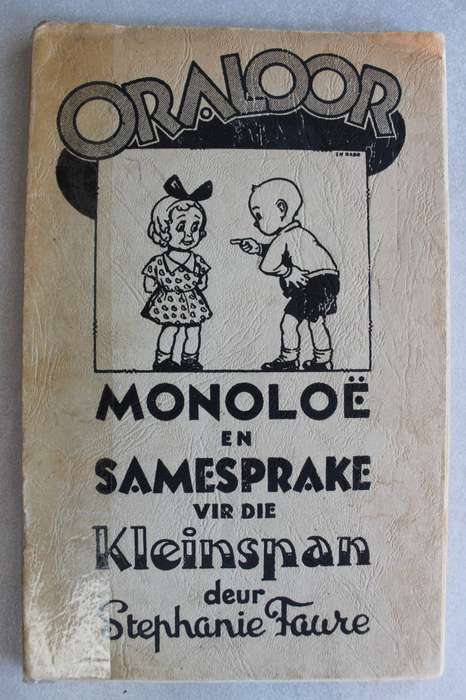 ORALOOR
MONOLOË
EN
SAMESPRAKE
VIR DIE
Kleinspan
deur
Stephanie Faure